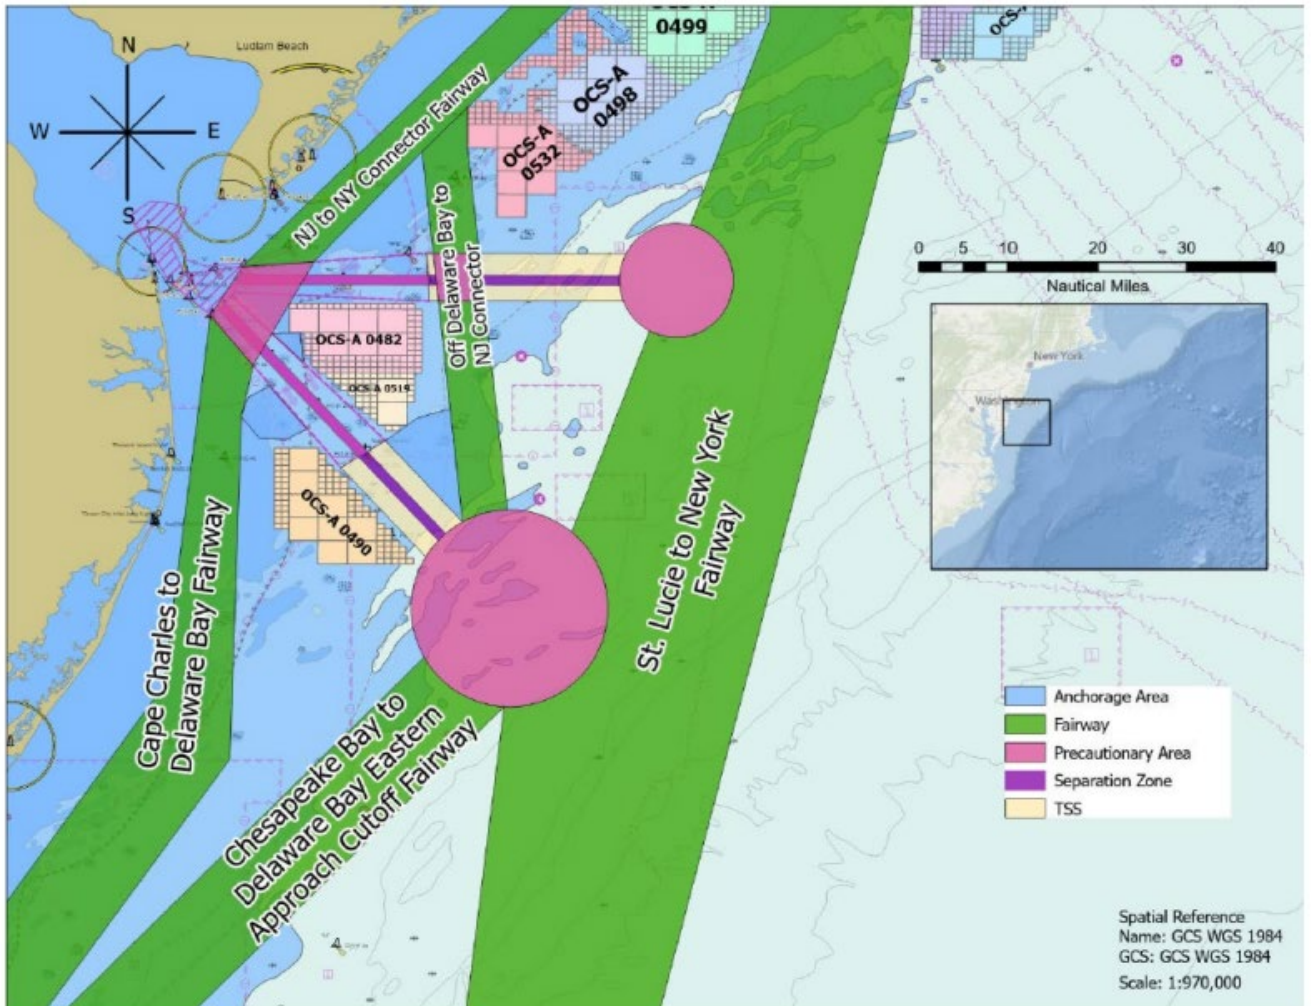 OCS-A
0499
N
Ludlam Beach
W
E
S
OCS-A
0498
OCS-A
0532
NJ to NY Connector Fairway
Off Delaware Bay to
NJ Connector
0 5 10 20 30 40
Nautical Miles
New York
Washington
OCS-A 0482
OCS-A 0519
OCS-A 0490
Cape Charles to
Delaware Bay Fairway
St. Lucie to New York
Fairway
Chesapeake Bay to
Delaware Bay Eastern
Approach Cutoff Fairway
Anchorage Area
Fairway
Precautionary Area
Separation Zone
TSS
Spatial Reference
Name: GCS WGS 1984
GCS: GCS WGS 1984
Scale: 1:970,000